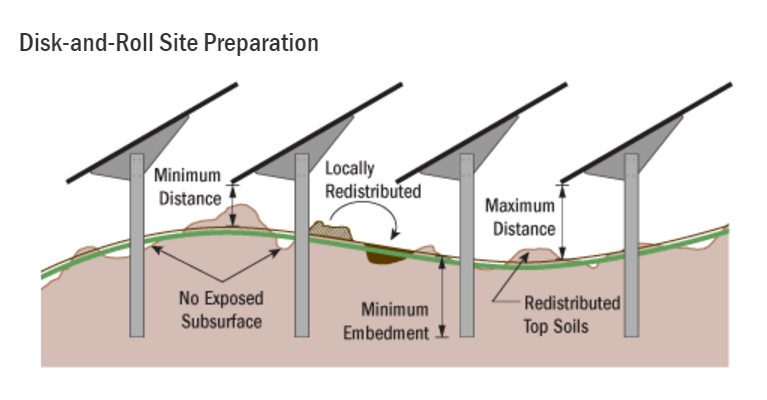 Disk-and-Roll Site Preparation
Minimum
Distance
Locally
Redistributed
Maximum
Distance
No Exposed
Subsurface
Minimum
Embedment
Redistributed
Top Soils